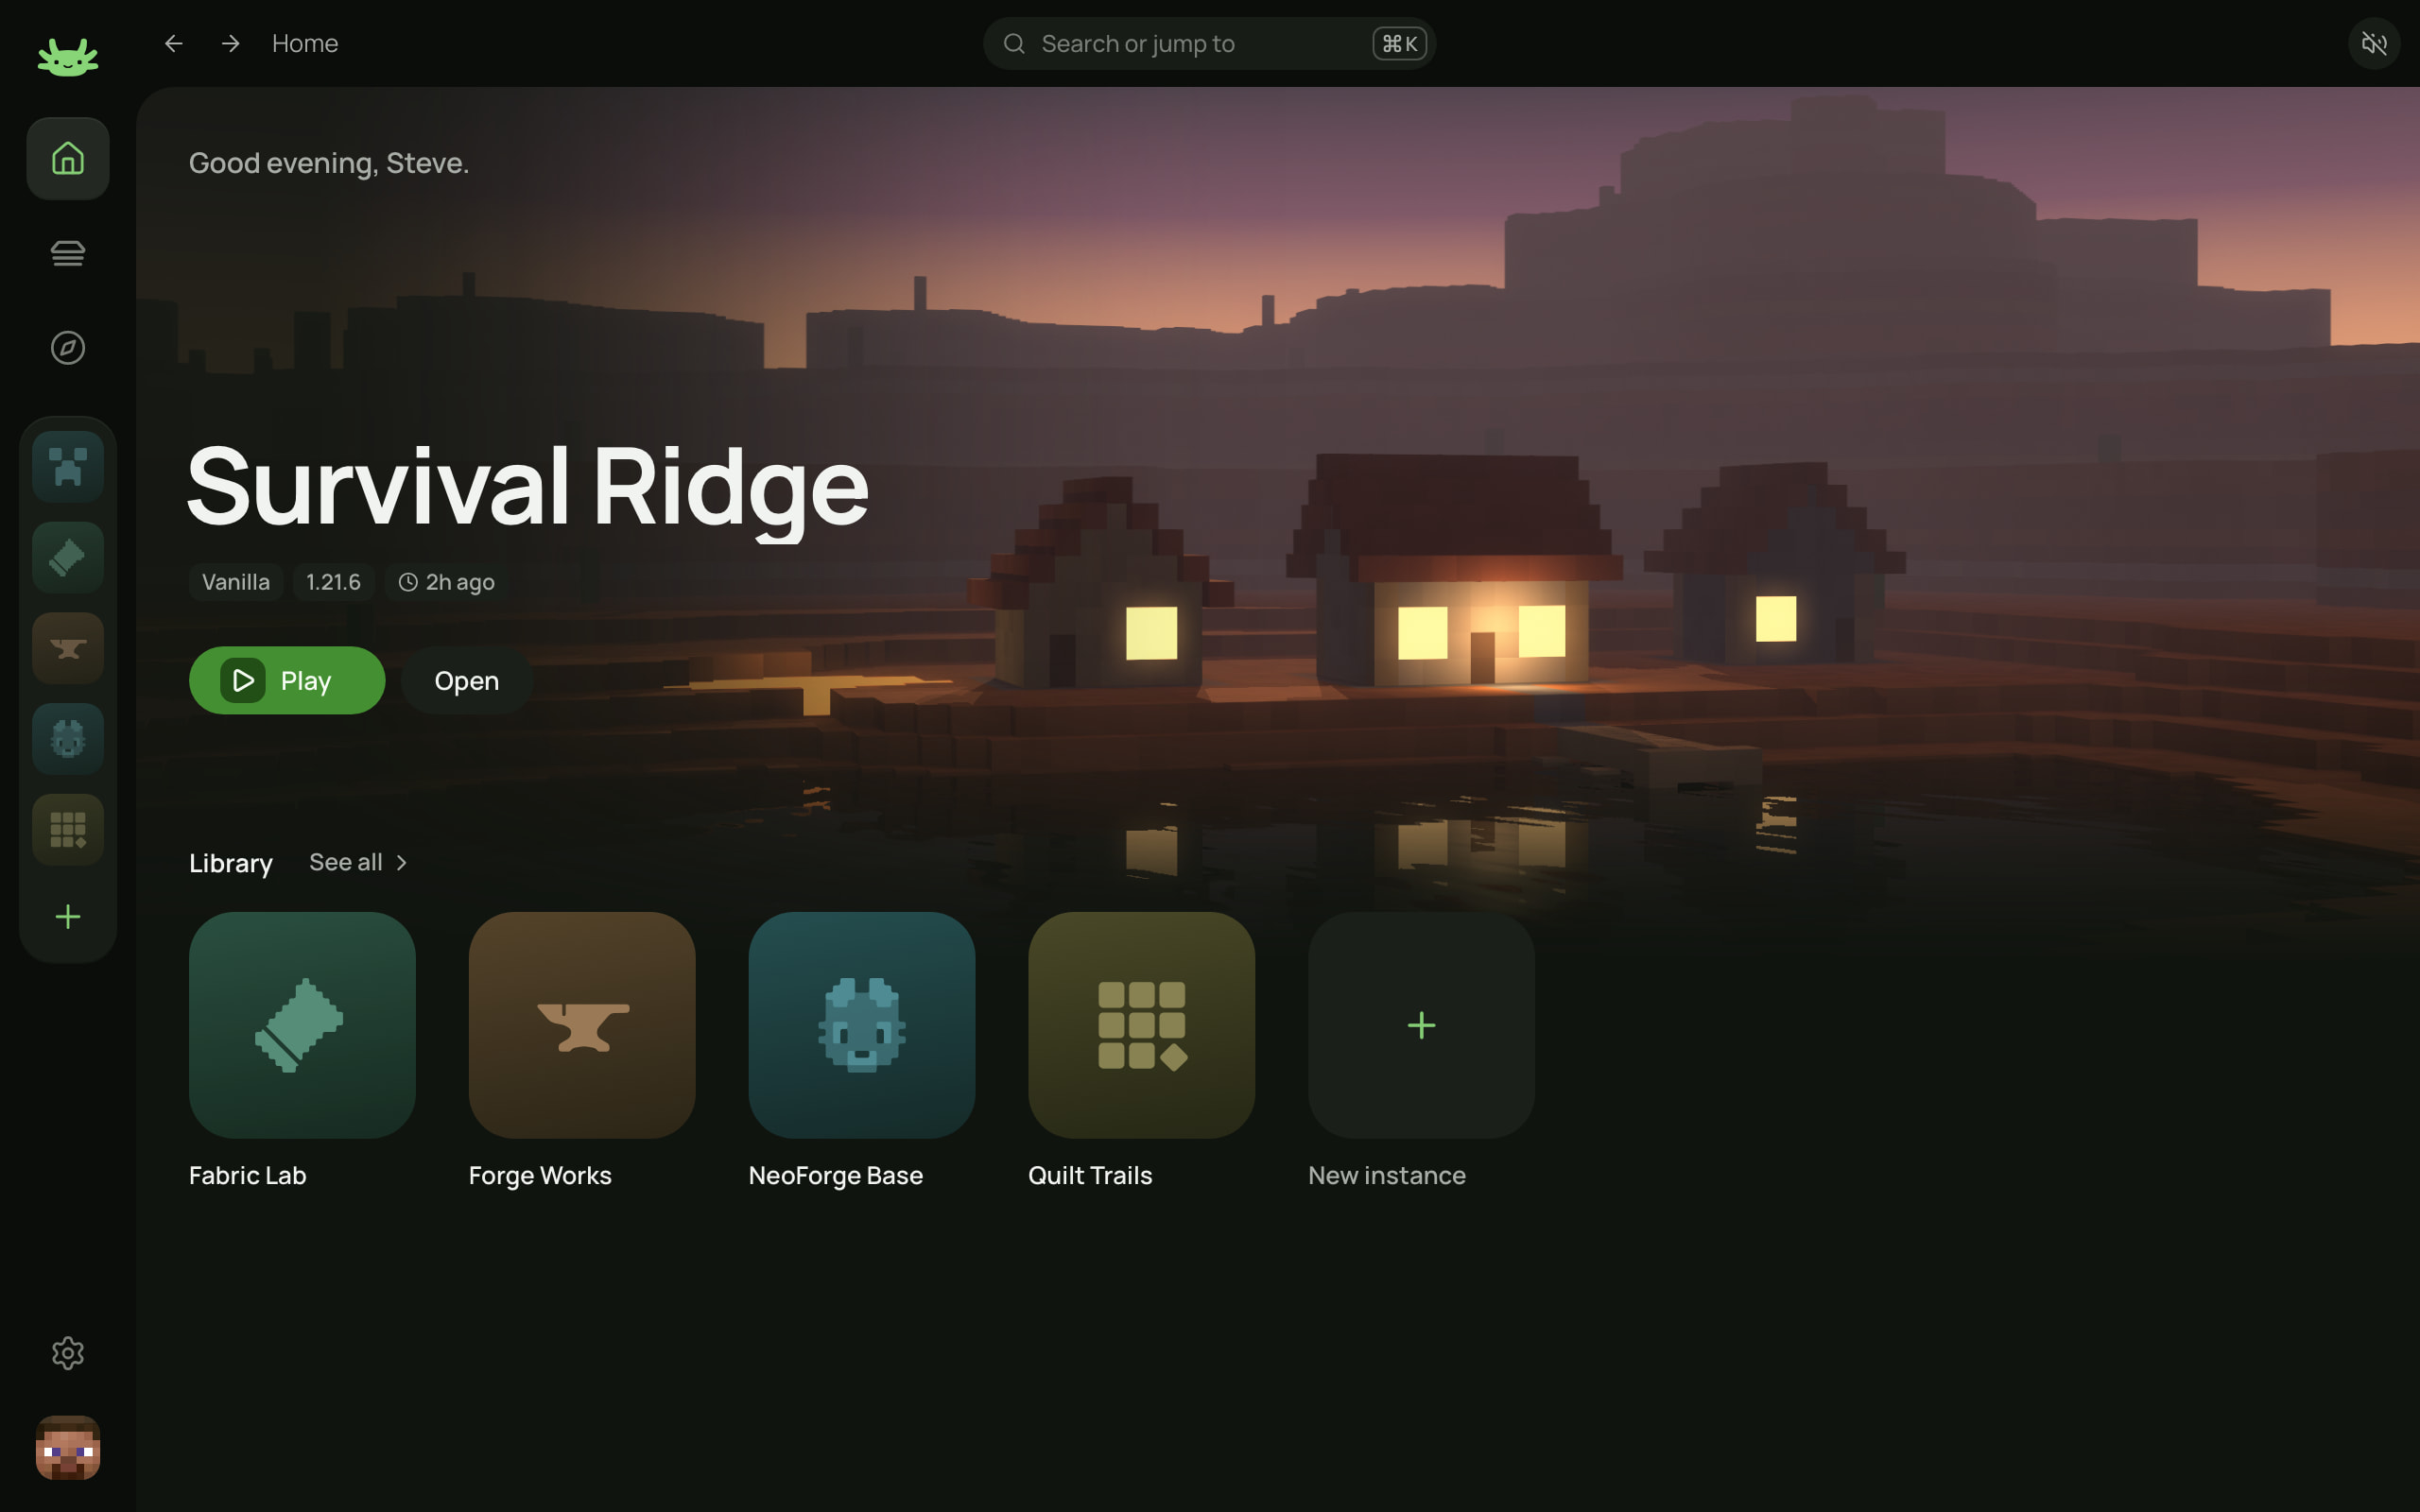 Home
Search or jump to
⌘K
Good evening, Steve.
Survival Ridge
Vanilla
1.21.6
2h ago
Play
Open
Library
See all
Fabric Lab
Forge Works
NeoForge Base
Quilt Trails
New instance